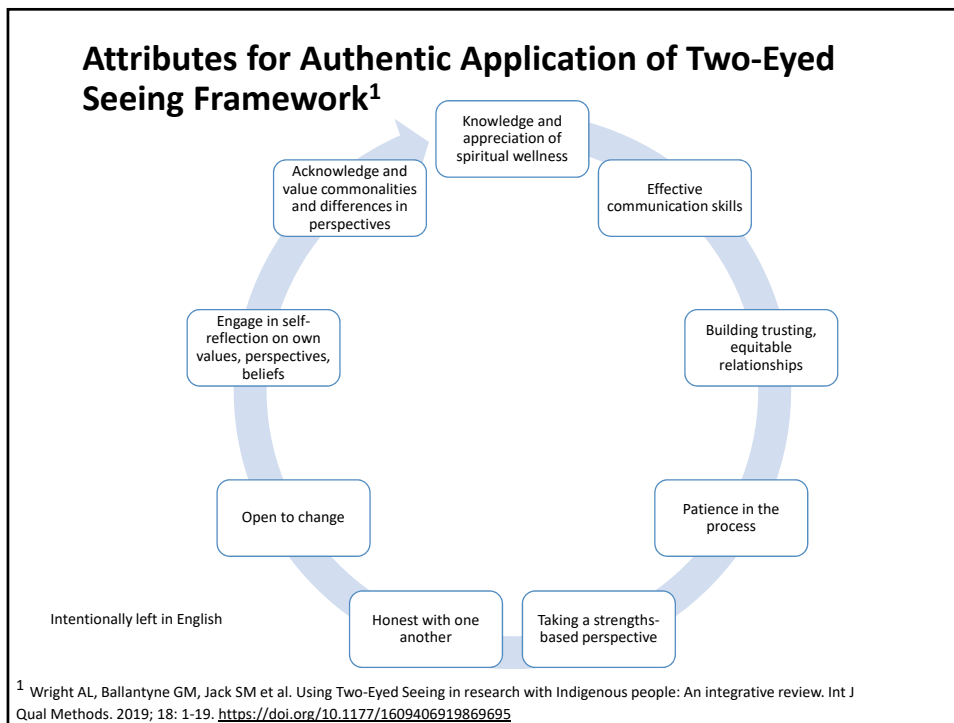 Attributes for Authentic Application of Two-Eyed
Seeing Framework1
Knowledge and
appreciation of
spiritual wellness
Effective
communication skills
Building trusting,
equitable
relationships
Patience in the
process
Taking a strengths-
based perspective
Honest with one
another
Open to change
Engage in self-
reflection on own
values, perspectives,
beliefs
Acknowledge and
value commonalities
and differences in
perspectives
Intentionally left in English
1 Wright AL, Ballantyne GM, Jack SM et al. Using Two-Eyed Seeing in research with Indigenous people: An integrative review. Int J
Qual Methods. 2019; 18: 1-19. https://doi.org/10.1177/1609406919869695